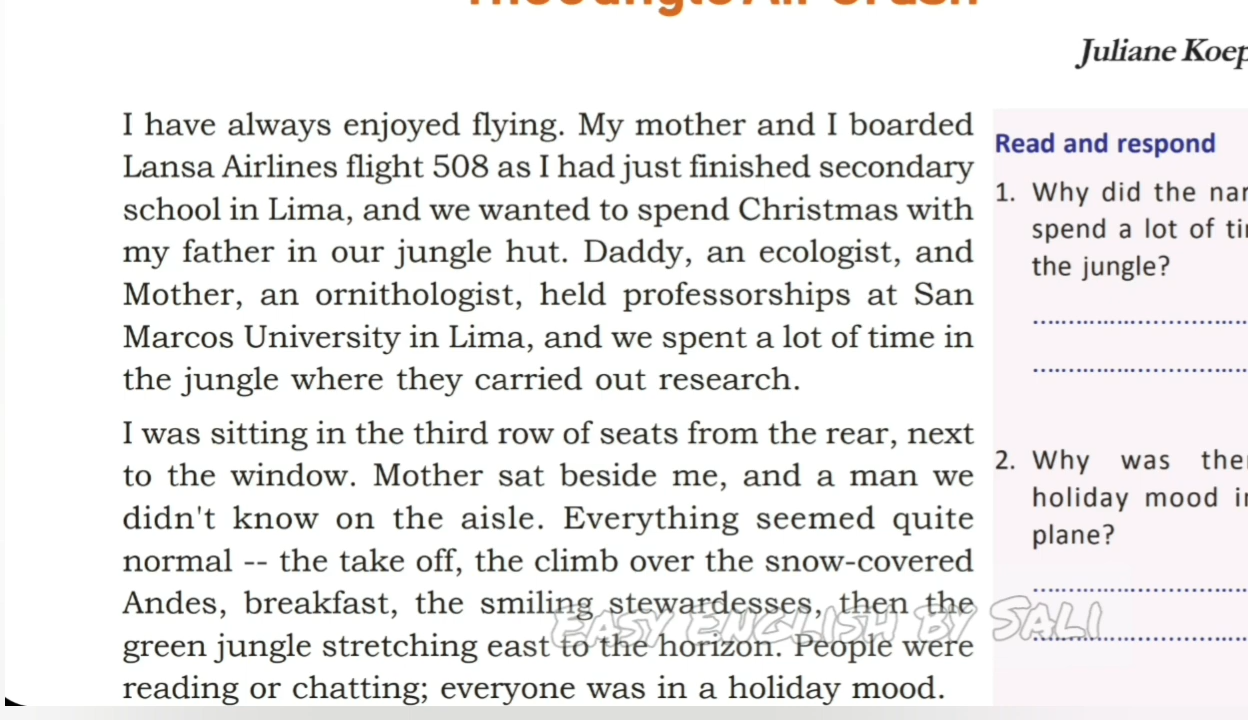 The Jungle Air Crash
Juliane Koep
I have always enjoyed flying. My mother and I boarded
Lansa Airlines flight 508 as I had just finished secondary
school in Lima, and we wanted to spend Christmas with
my father in our jungle hut. Daddy, an ecologist, and
Mother, an ornithologist, held professorships at San
Marcos University in Lima, and we spent a lot of time in
the jungle where they carried out research.
I was sitting in the third row of seats from the rear, next
to the window. Mother sat beside me, and a man we
didn't know on the aisle. Everything seemed quite
normal -- the take off, the climb over the snow-covered
Andes, breakfast, the smiling stewardesses, then the
green jungle stretching east to the horizon. People were
reading or chatting; everyone was in a holiday mood.
Read and respond
1. Why did the nar
spend a lot of ti
the jungle?
2. Why was the
holiday mood i
plane?
EASY ENGLISH BY SALI